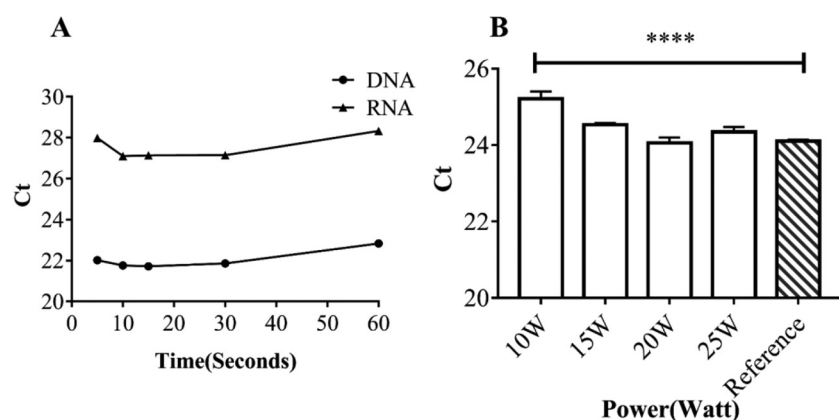 A
DNA
RNA
Ct
30
28
26
24
22
20
0
10
20
30
40
50
60
Time(Seconds)
B
****
Ct
26
24
22
20
10W
15W
20W
25W
Reference
Power(Watt)